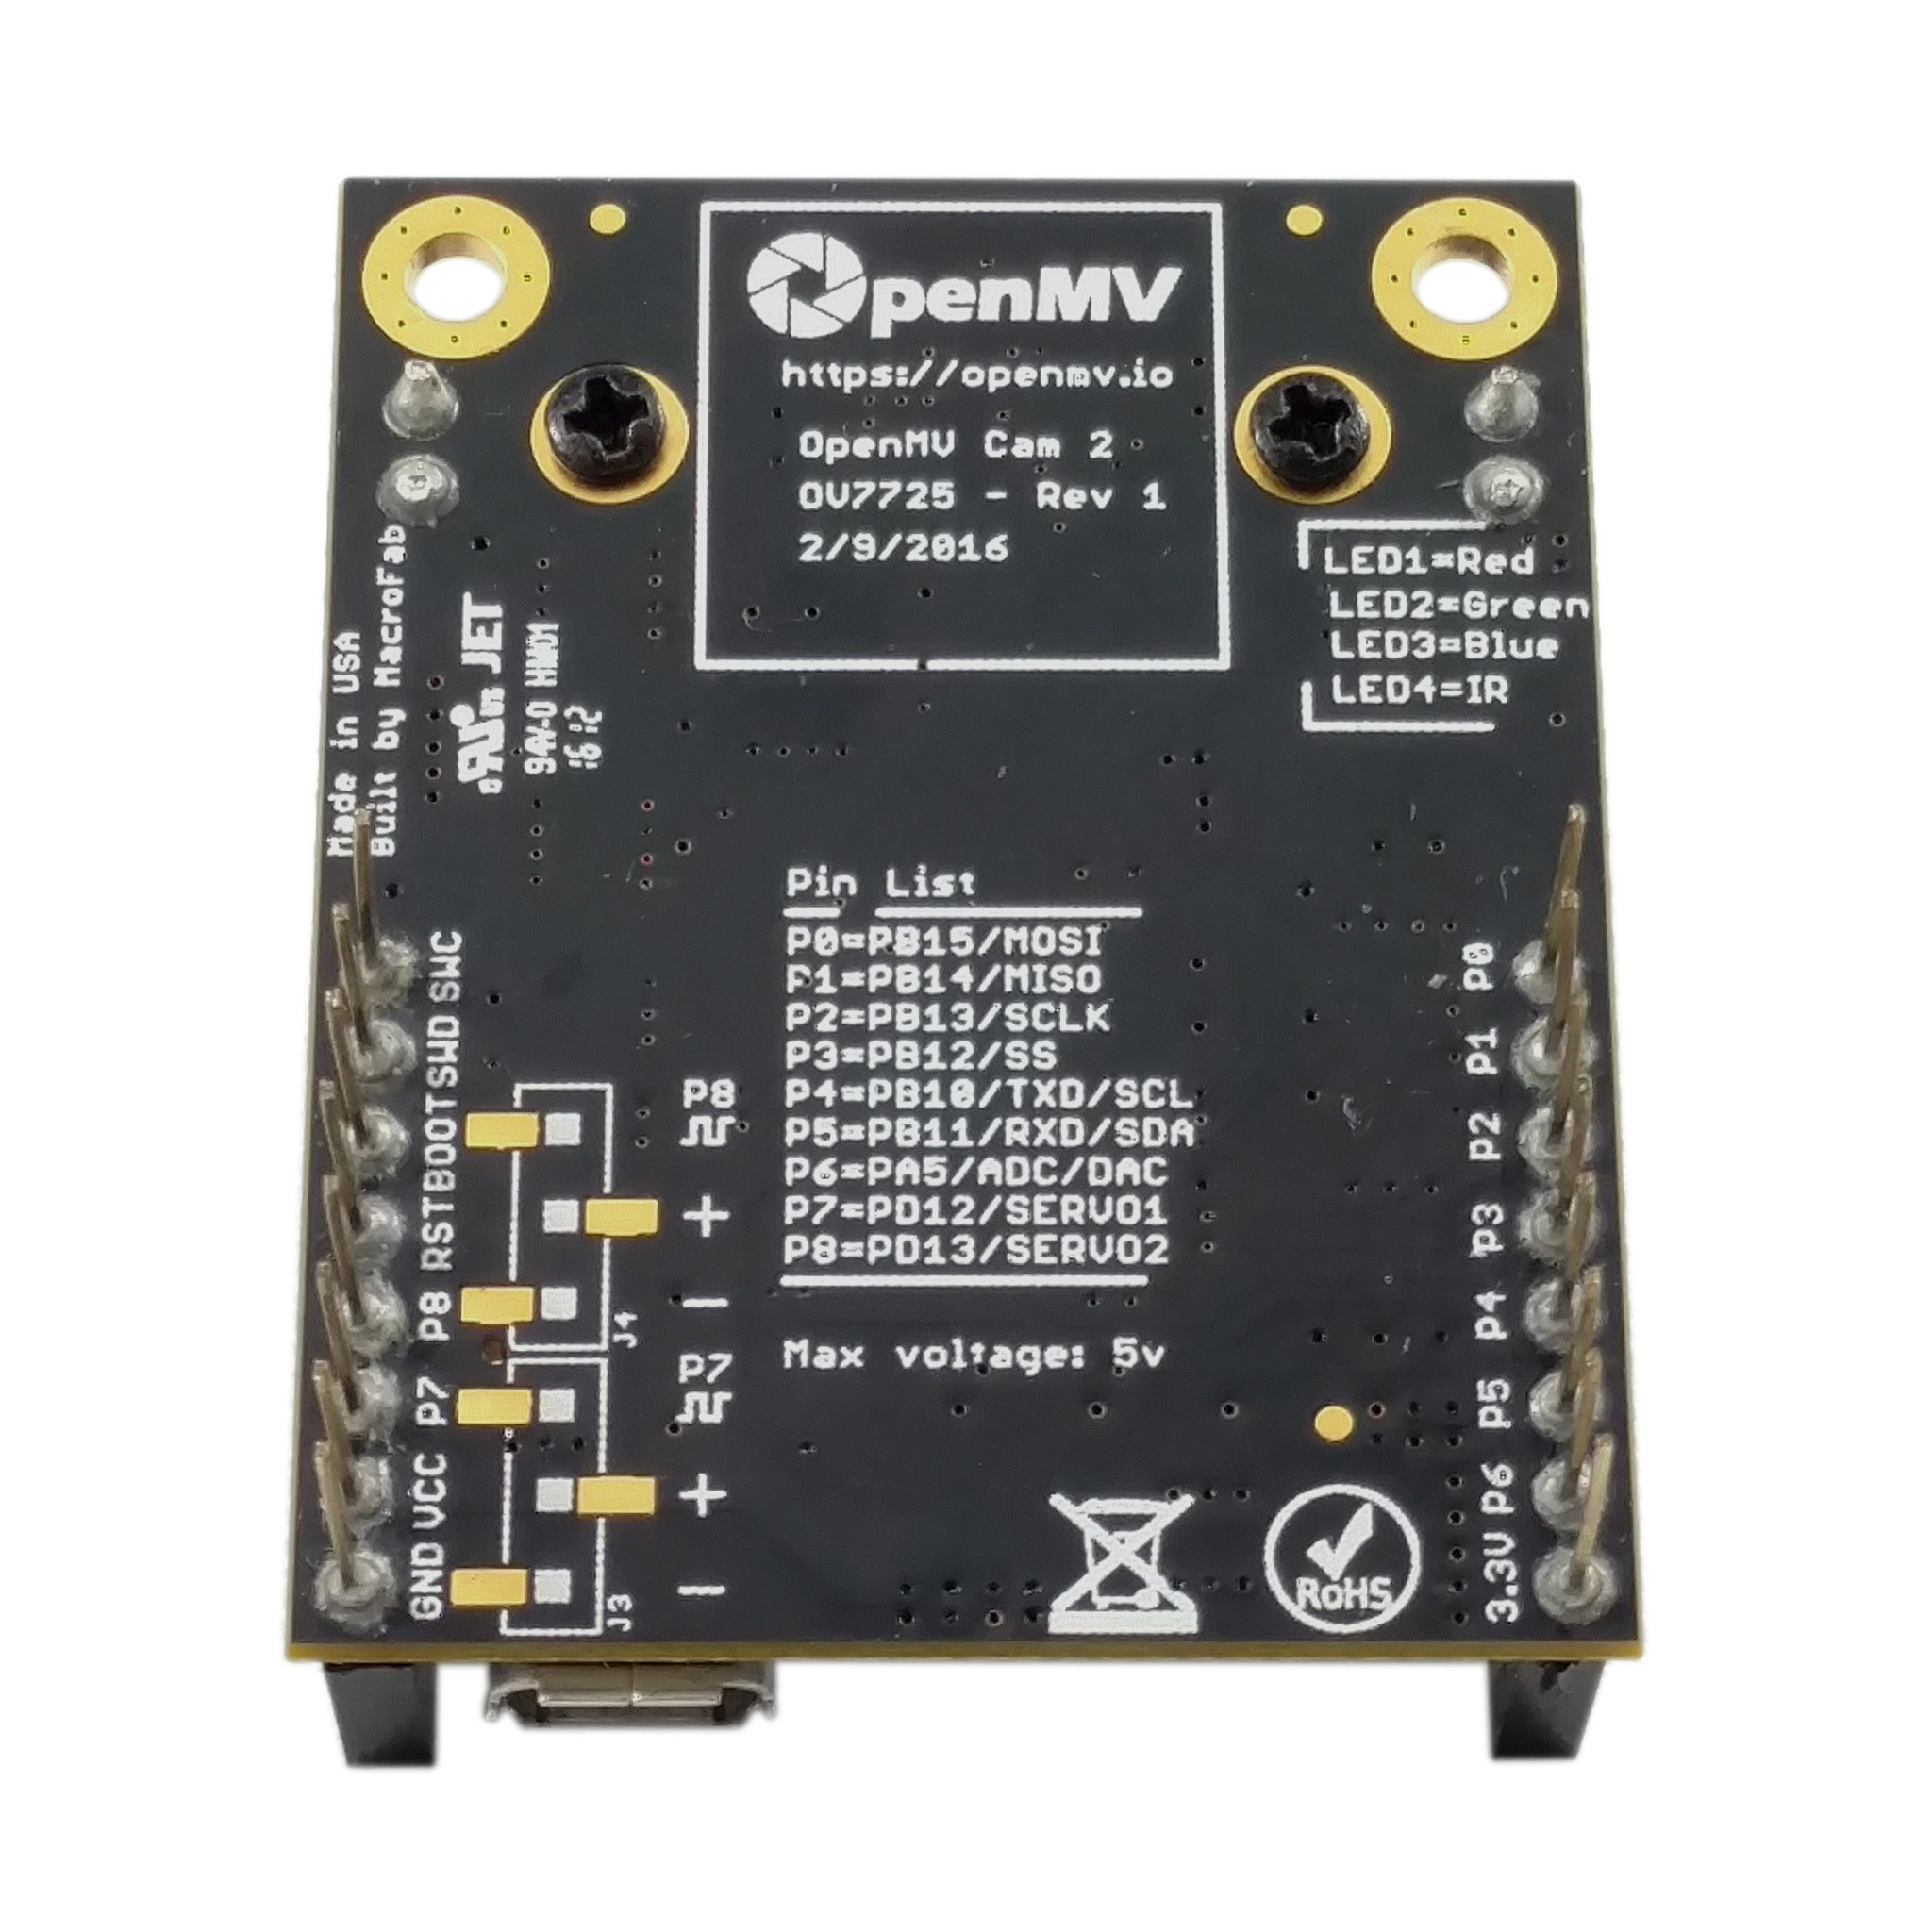 OpenMV
https://openmv.io
OpenMV Cam 2
OV7725 - Rev 1
2/9/2016
LED1=Red
LED2=Green
LED3=Blue
LED4=IR
Made in USA
Built by MacroFab
JET
94V-0
1612
Pin List
P0=PB15/MOSI
P1=PB14/MISO
P2=PB13/SCLK
P3=PB12/SS
P4=PB10/TXD/SCL
P5=PB11/RXD/SDA
P6=PA5/ADC/DAC
P7=PD12/SERVO1
P8=PD13/SERVO2
Max voltage: 5v
SWC
SWD
BOOT
RST
P8
P7
VCC
GND
P8
+
−
J4
P7
+
−
J3
P0
P1
P2
P3
P4
P5
P6
3.3V
RoHS